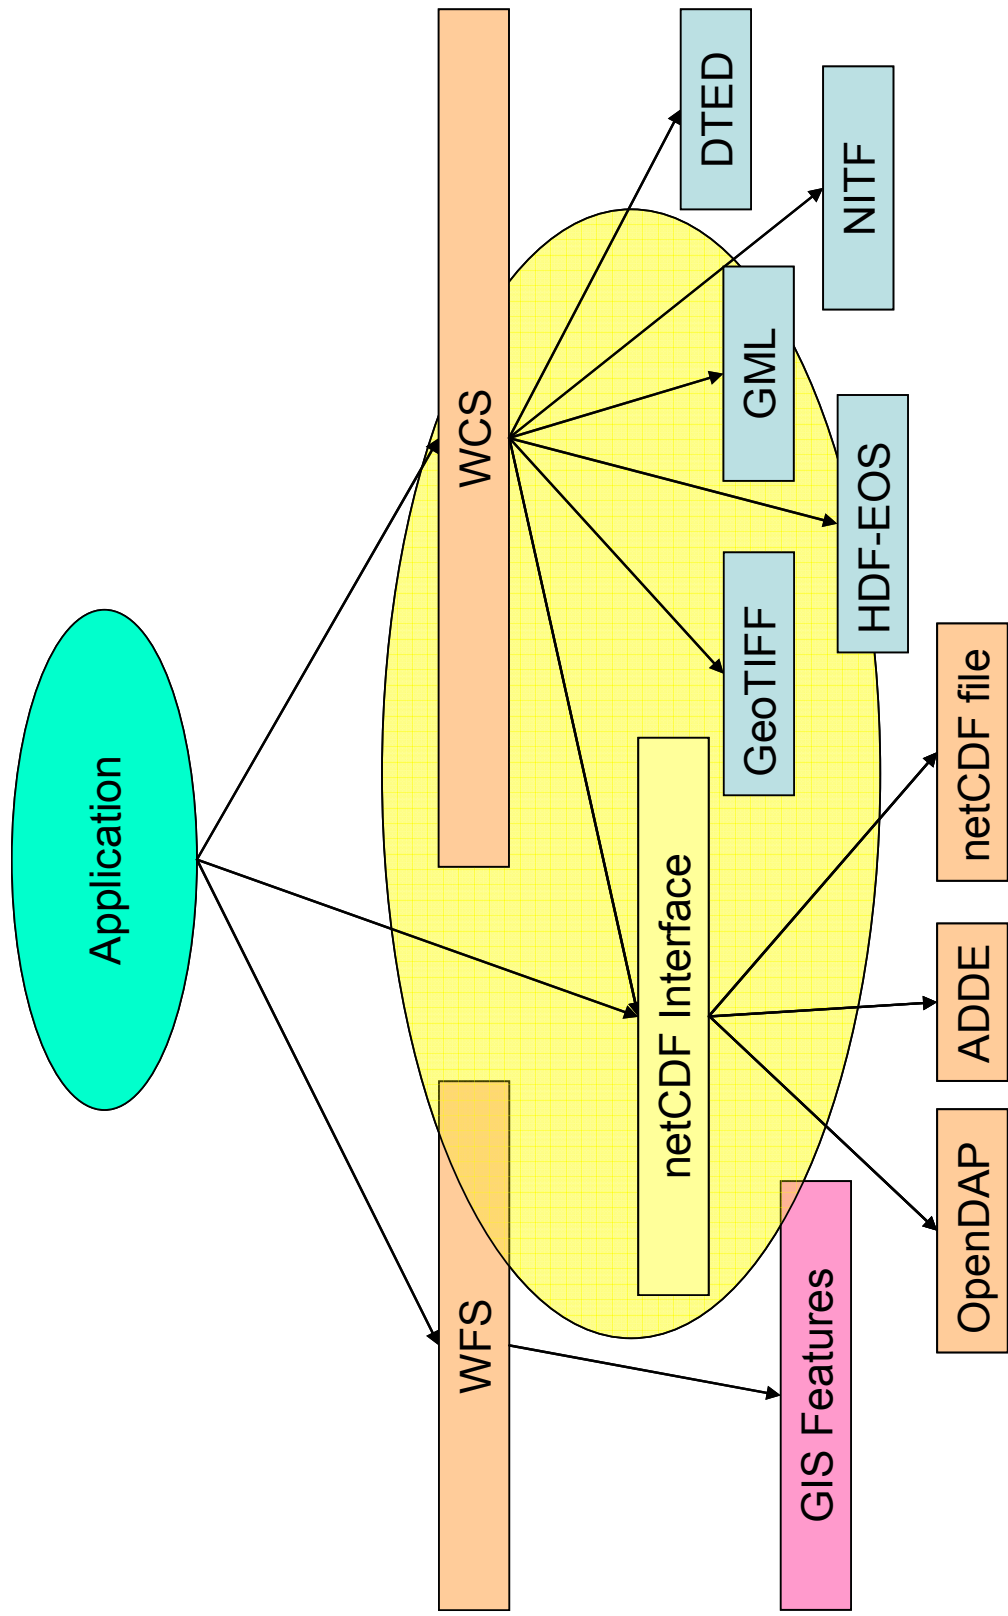 Application
WFS
WCS
netCDF Interface
DTED
GeoTIFF
GML
GIS Features
NITF
HDF-EOS
OpenDAP
ADDE
netCDF file